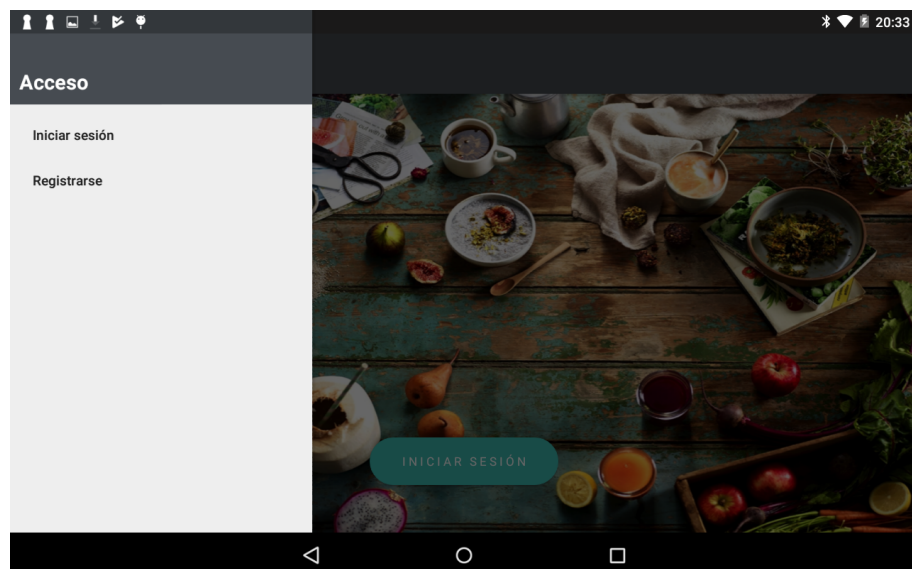 20:33
Acceso
Iniciar sesión
Registrarse
INICIAR SESIÓN